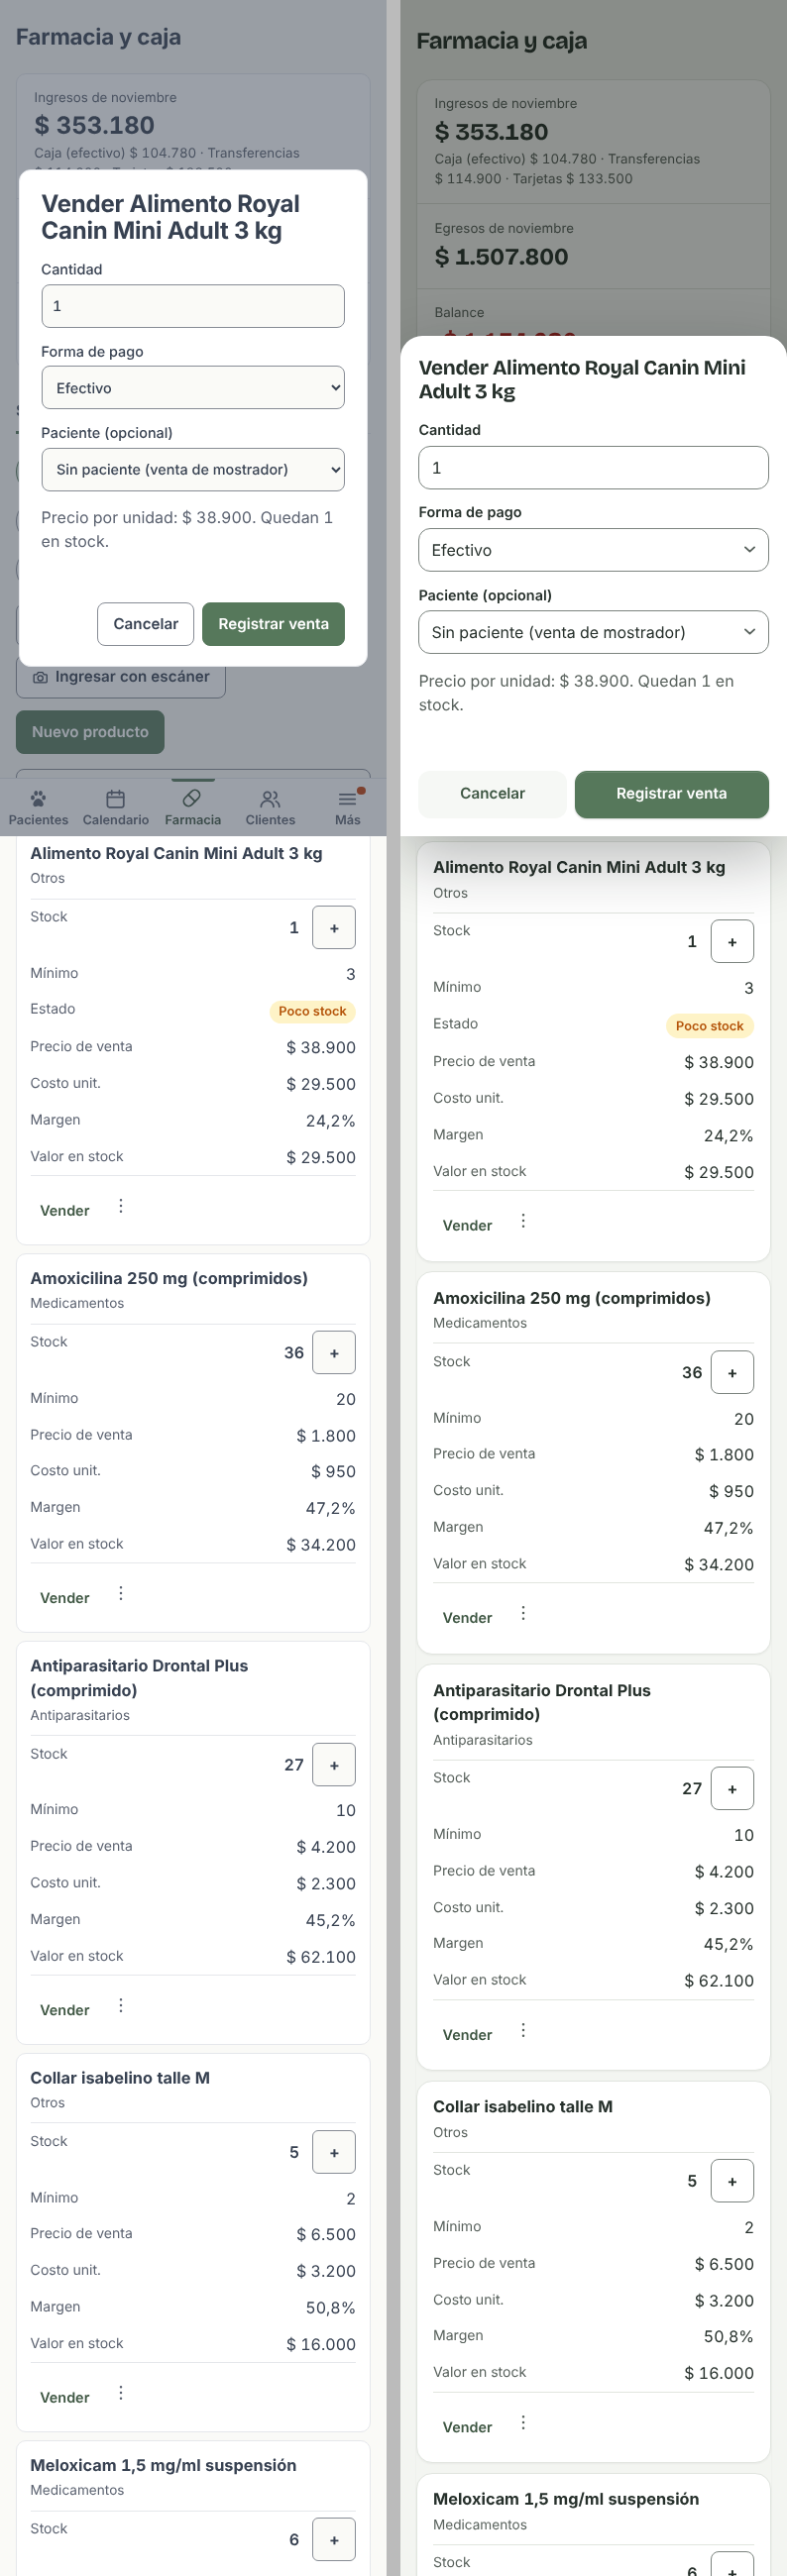 Farmacia y caja
Ingresos de noviembre
$ 353.180
Caja (efectivo) $ 104.780 · Transferencias
Vender Alimento Royal
Canin Mini Adult 3 kg
Cantidad
1
Forma de pago
Efectivo
Paciente (opcional)
Sin paciente (venta de mostrador)
Precio por unidad: $ 38.900. Quedan 1
en stock.
Cancelar
Registrar venta
Ingresar con escáner
Nuevo producto
Pacientes
Calendario
Farmacia
Clientes
Más
Alimento Royal Canin Mini Adult 3 kg
Otros
Stock
1
+
Mínimo
3
Estado
Poco stock
Precio de venta
$ 38.900
Costo unit.
$ 29.500
Margen
24,2%
Valor en stock
$ 29.500
Vender
Amoxicilina 250 mg (comprimidos)
Medicamentos
Stock
36
+
Mínimo
20
Precio de venta
$ 1.800
Costo unit.
$ 950
Margen
47,2%
Valor en stock
$ 34.200
Vender
Antiparasitario Drontal Plus
(comprimido)
Antiparasitarios
Stock
27
+
Mínimo
10
Precio de venta
$ 4.200
Costo unit.
$ 2.300
Margen
45,2%
Valor en stock
$ 62.100
Vender
Collar isabelino talle M
Otros
Stock
5
+
Mínimo
2
Precio de venta
$ 6.500
Costo unit.
$ 3.200
Margen
50,8%
Valor en stock
$ 16.000
Vender
Meloxicam 1,5 mg/ml suspensión
Medicamentos
Stock
6
+
Farmacia y caja
Ingresos de noviembre
$ 353.180
Caja (efectivo) $ 104.780 · Transferencias
$ 114.900 · Tarjetas $ 133.500
Egresos de noviembre
$ 1.507.800
Balance
Vender Alimento Royal Canin Mini
Adult 3 kg
Cantidad
1
Forma de pago
Efectivo
Paciente (opcional)
Sin paciente (venta de mostrador)
Precio por unidad: $ 38.900. Quedan 1 en
stock.
Cancelar
Registrar venta
Alimento Royal Canin Mini Adult 3 kg
Otros
Stock
1
+
Mínimo
3
Estado
Poco stock
Precio de venta
$ 38.900
Costo unit.
$ 29.500
Margen
24,2%
Valor en stock
$ 29.500
Vender
Amoxicilina 250 mg (comprimidos)
Medicamentos
Stock
36
+
Mínimo
20
Precio de venta
$ 1.800
Costo unit.
$ 950
Margen
47,2%
Valor en stock
$ 34.200
Vender
Antiparasitario Drontal Plus
(comprimido)
Antiparasitarios
Stock
27
+
Mínimo
10
Precio de venta
$ 4.200
Costo unit.
$ 2.300
Margen
45,2%
Valor en stock
$ 62.100
Vender
Collar isabelino talle M
Otros
Stock
5
+
Mínimo
2
Precio de venta
$ 6.500
Costo unit.
$ 3.200
Margen
50,8%
Valor en stock
$ 16.000
Vender
Meloxicam 1,5 mg/ml suspensión
Medicamentos
Stock
6
+